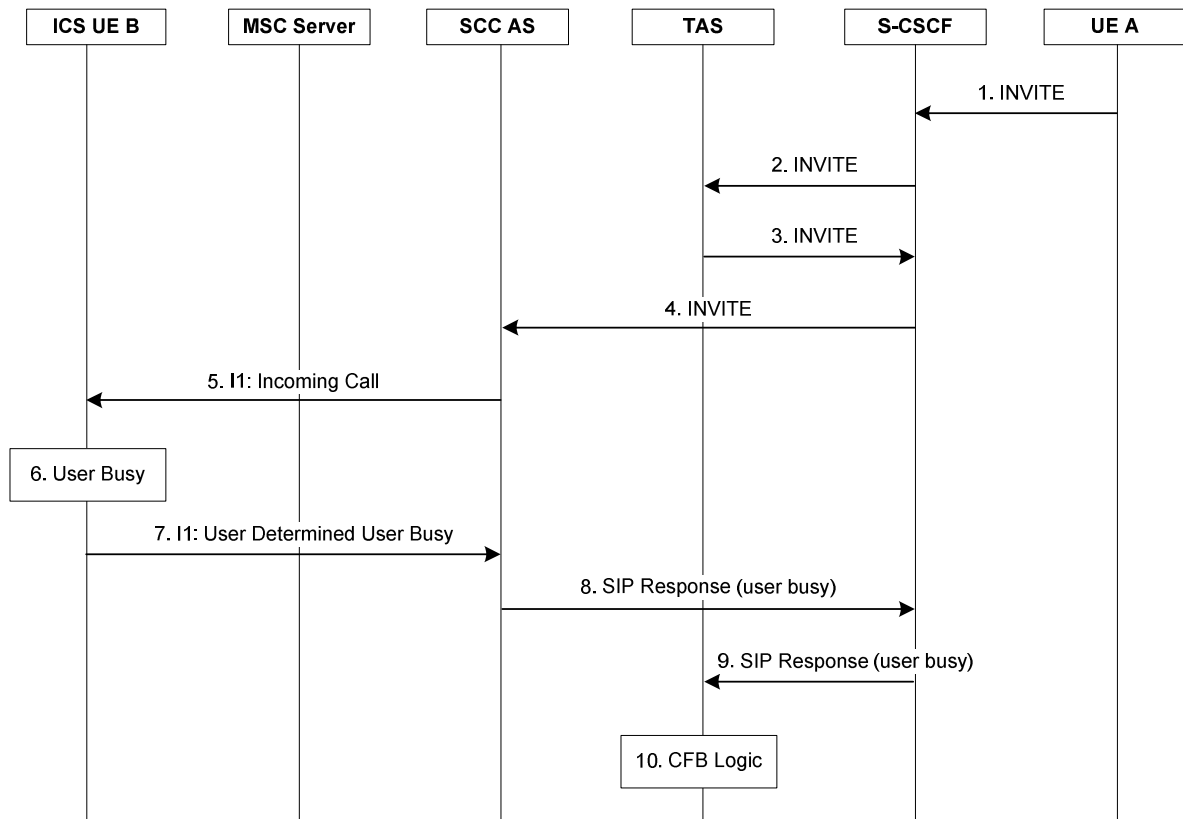 ICS UE B
MSC Server
SCC AS
TAS
S-CSCF
UE A
1. INVITE
2. INVITE
3. INVITE
4. INVITE
5. I1: Incoming Call
6. User Busy
7. I1: User Determined User Busy
8. SIP Response (user busy)
9. SIP Response (user busy)
10. CFB Logic